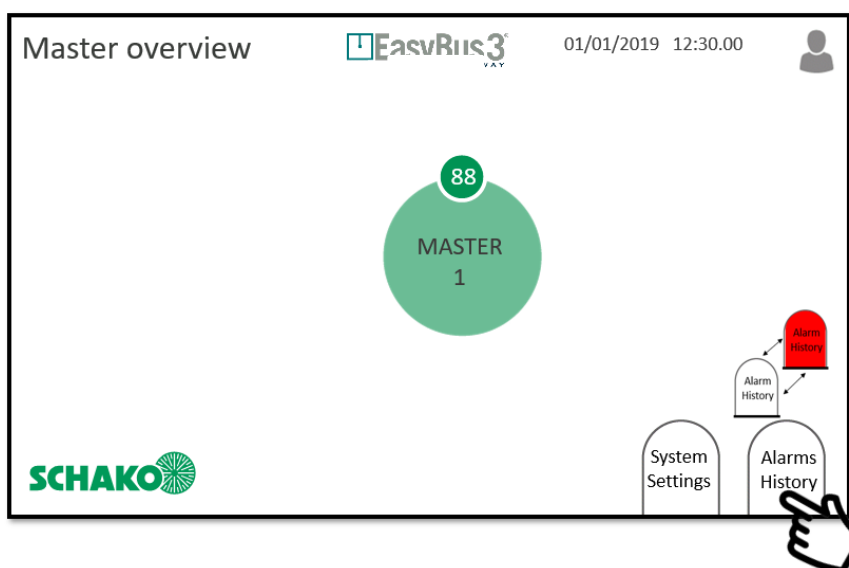 Master overview
EasyBus3
WAY
01/01/2019 12:30.00
88
MASTER
1
Alarm
History
Alarm
History
System
Settings
Alarms
History
SCHAKO